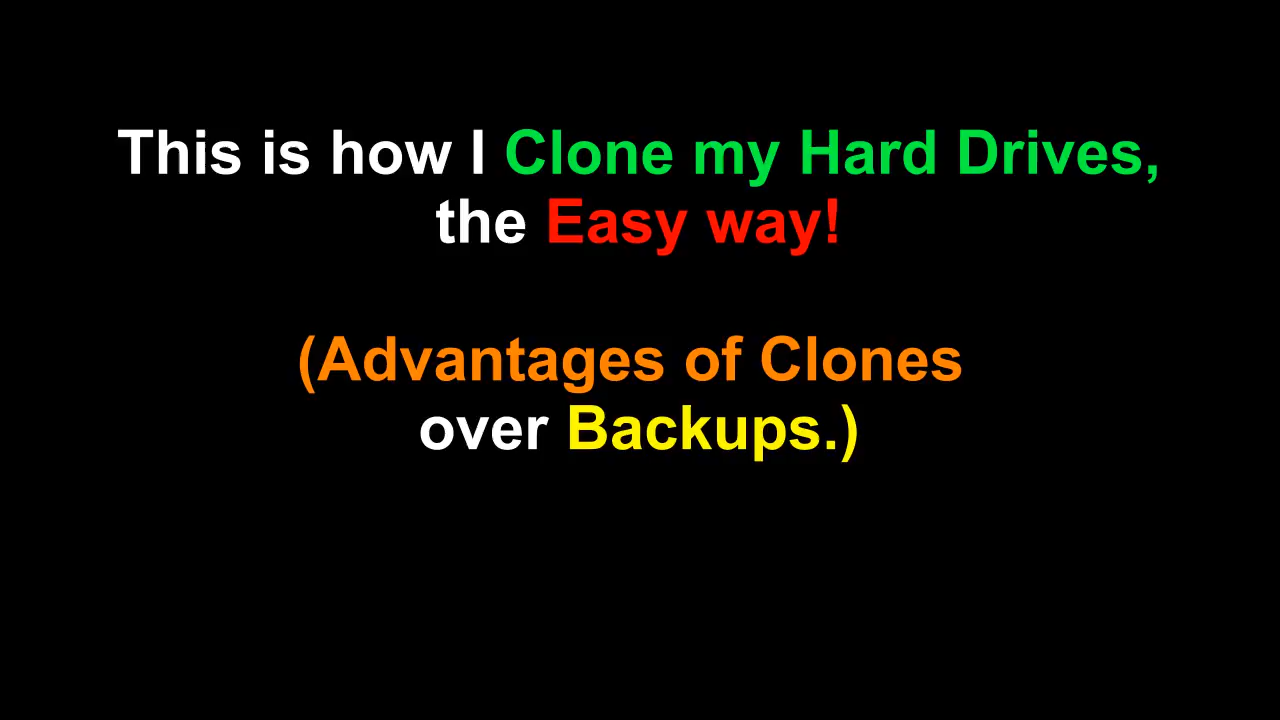 This is how I Clone my Hard Drives,
the Easy way!
(Advantages of Clones
over Backups.)